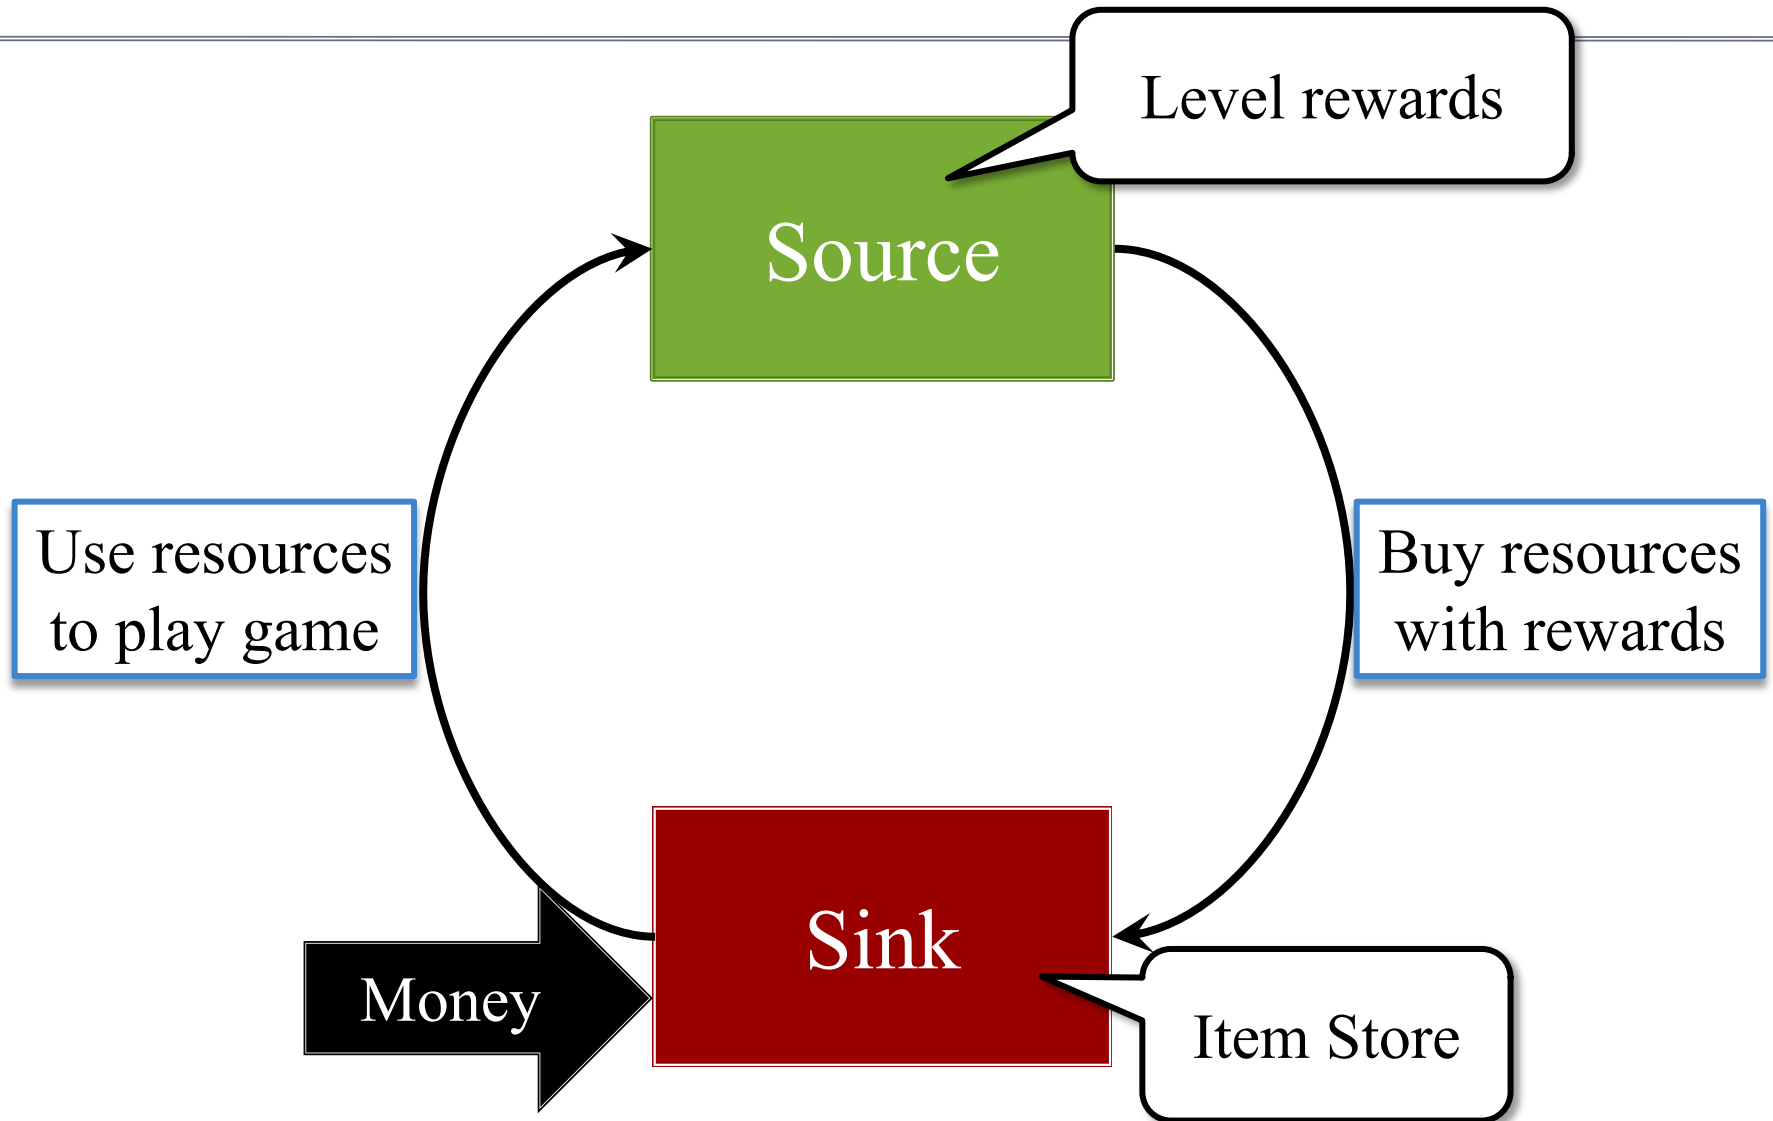 Level rewards
Source
Use resources
to play game
Buy resources
with rewards
Sink
Money
Item Store